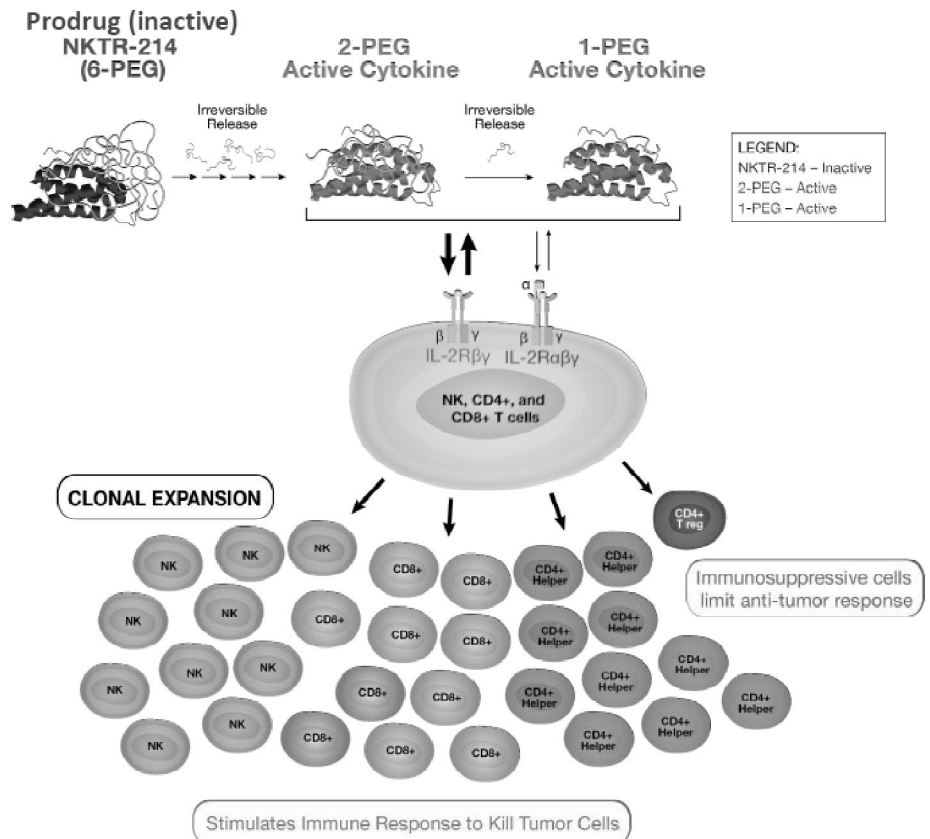 Prodrug (inactive)
NKTR-214
(6-PEG)
2-PEG
Active Cytokine
1-PEG
Active Cytokine
Irreversible
Release
Irreversible
Release
LEGEND:
NKTR-214 – Inactive
2-PEG – Active
1-PEG – Active
α
β γ
β γ
IL-2Rβγ
IL-2Rαβγ
NK, CD4+, and
CD8+ T cells
CLONAL EXPANSION
CD4+
T reg
Immunosuppressive cells
limit anti-tumor response
NK
NK
NK
CD8+
CD8+
CD4+
Helper
CD4+
Helper
NK
NK
CD8+
CD8+
CD8+
CD4+
Helper
CD4+
Helper
NK
NK
NK
CD8+
CD8+
CD4+
Helper
CD4+
Helper
CD4+
Helper
CD4+
Helper
NK
NK
CD8+
CD8+
CD8+
CD4+
Helper
CD4+
Helper
Stimulates Immune Response to Kill Tumor Cells